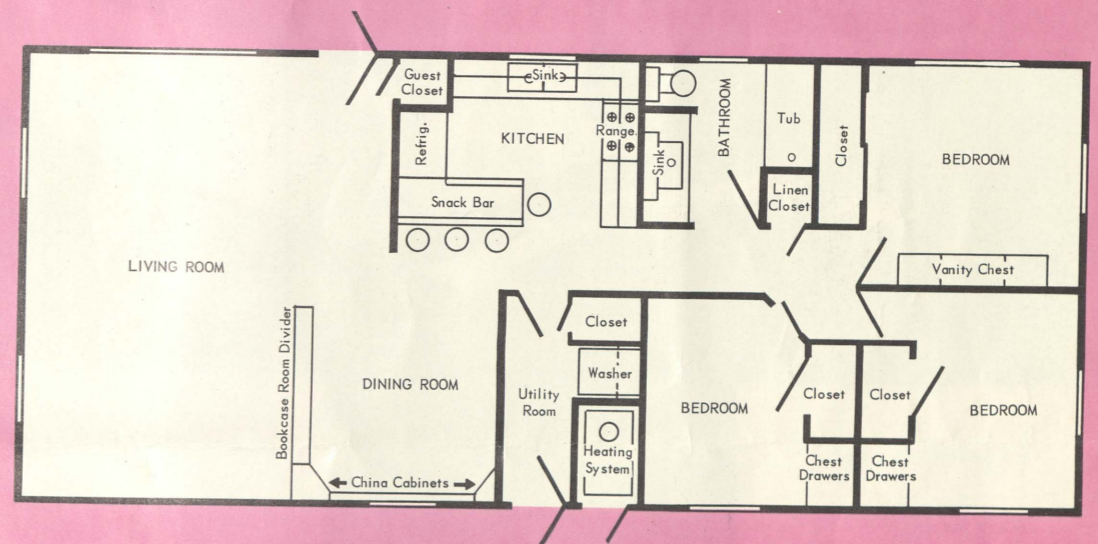 Guest
Closet
Sink
Refrig.
KITCHEN
Range
Snack Bar
Sink
BATHROOM
Tub
Linen
Closet
Closet
BEDROOM
Vanity Chest
LIVING ROOM
Bookcase Room Divider
DINING ROOM
China Cabinets
Utility
Room
Closet
Washer
Heating
System
BEDROOM
Closet
Chest
Drawers
Closet
Chest
Drawers
BEDROOM